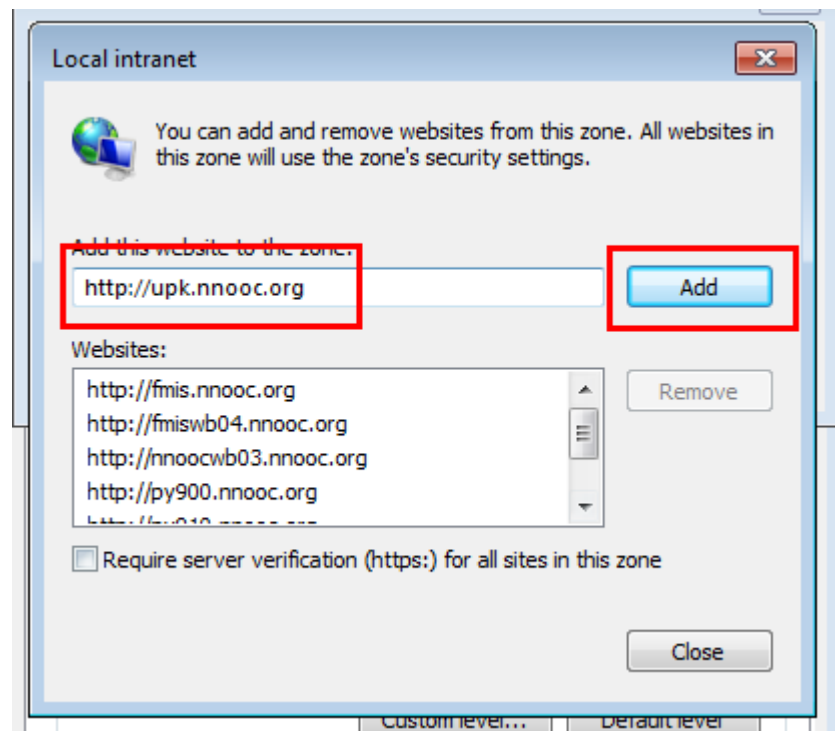 Local intranet
You can add and remove websites from this zone. All websites in
this zone will use the zone's security settings.
Add this website to the zone:
http://upk.nnooc.org
Add
Websites:
http://fmis.nnooc.org
Remove
http://fmiswb04.nnooc.org
http://nnoocwb03.nnooc.org
http://py900.nnooc.org
Require server verification (https:) for all sites in this zone
Close
Custom level...
Default level